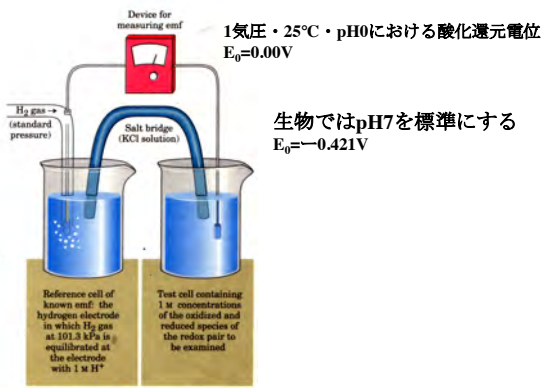 Device for
measuring emf
1気圧・25℃・pH0における酸化還元電位
E₀=0.00V
H₂ gas →
(standard
pressure)
Salt bridge
(KCl solution)
生物ではpH7を標準にする
E₀=ー0.421V
Reference cell of
known emf: the
hydrogen electrode
in which H₂ gas
at 101.3 kPa is
equilibrated at
the electrode
with 1 M H⁺
Test cell containing
1 M concentrations
of the oxidized and
reduced species of
the redox pair to
be examined